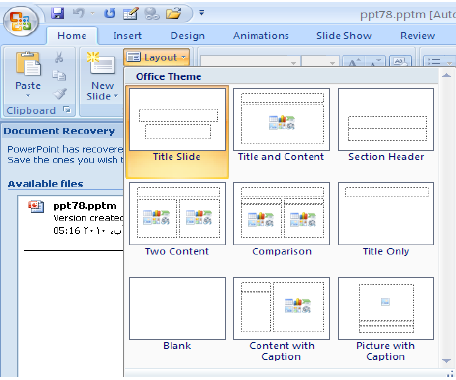 ppt78.pptm [Auto
Home Insert Design Animations Slide Show Review
Layout
Paste
New
Slide
Clipboard
Office Theme
Title Slide Title and Content Section Header
Two Content Comparison Title Only
Blank Content with
Caption Picture with
Caption
Document Recovery
PowerPoint has recovere
Save the ones you wish t
Available files
ppt78.pptm
Version created
05:16 ٢٠١٠